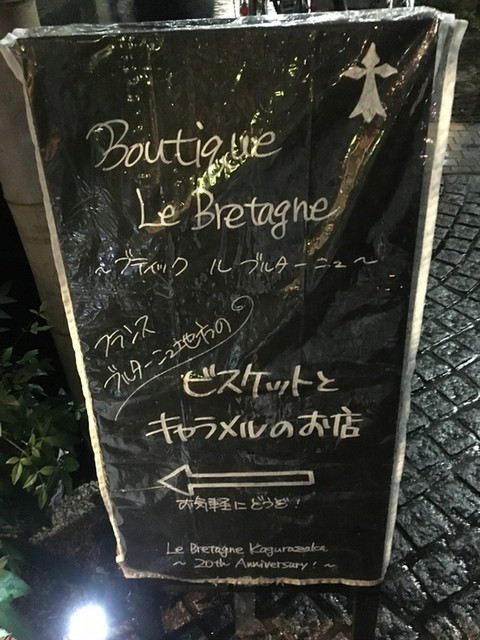 Boutique
Le Bretagne
～ブティック ル ブルターニュ～
フランス
ブルターニュ地方の
ビスケットと
キャラメルのお店
お気軽にどうぞ！
Le Bretagne Kagurazaka
～ 20th Anniversary! ～